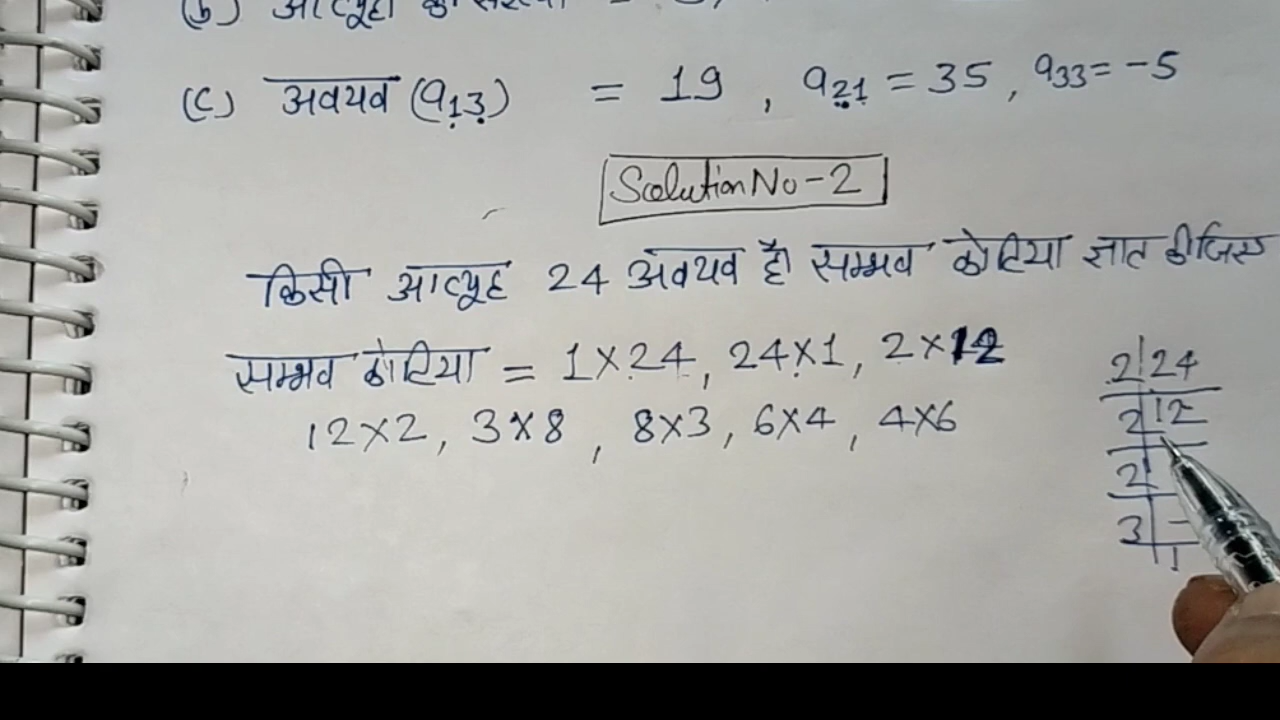 (b) आव्यूह की संख्या =
(C) अवयव (a13) = 19 , a21 = 35 , a33 = -5
Solution No - 2
किसी आव्यूह 24 अवयव है। सम्भव कोटिया ज्ञात कीजिए
सम्भव कोटिया = 1×24, 24×1, 2×12
12×2, 3×8, 8×3, 6×4, 4×6
2|24
2|12
2|
3|
1